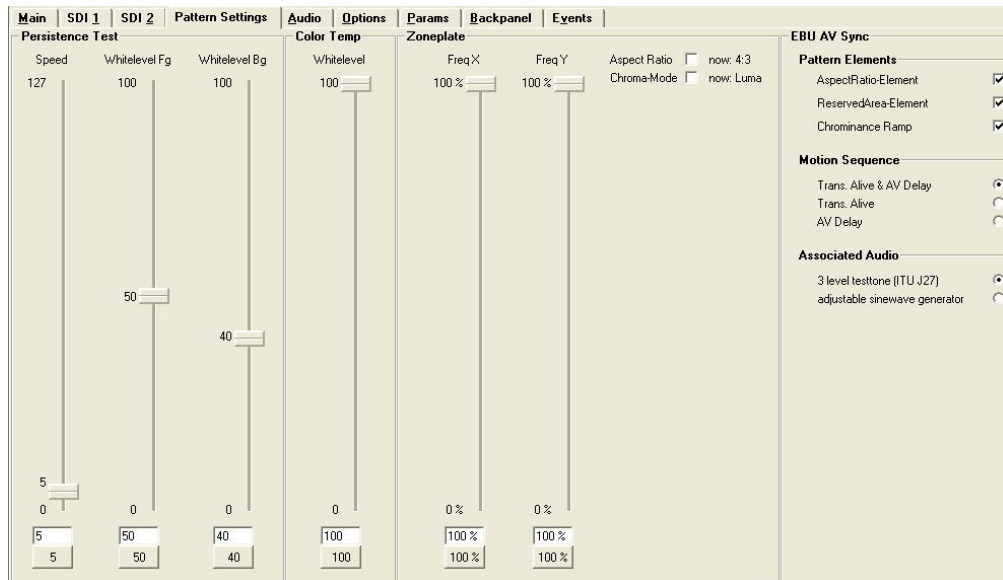 Main SDI 1 SDI 2 Pattern Settings Audio Options Params Backpanel Events
Persistence Test
Speed Whitelevel Fg Whitelevel Bg
127 100 100
50
40
5
0 0 0
5 50 40
5 50 40
Color Temp
Whitelevel
100
0
100
100
Zoneplate
Freq X Freq Y Aspect Ratio now: 4:3
Chroma-Mode now: Luma
100 % 100 %
0 % 0 %
100 % 100 %
100 % 100 %
EBU AV Sync
Pattern Elements
AspectRatio-Element
ReservedArea-Element
Chrominance Ramp
Motion Sequence
Trans. Alive & AV Delay
Trans. Alive
AV Delay
Associated Audio
3 level testtone (ITU J27)
adjustable sinewave generator